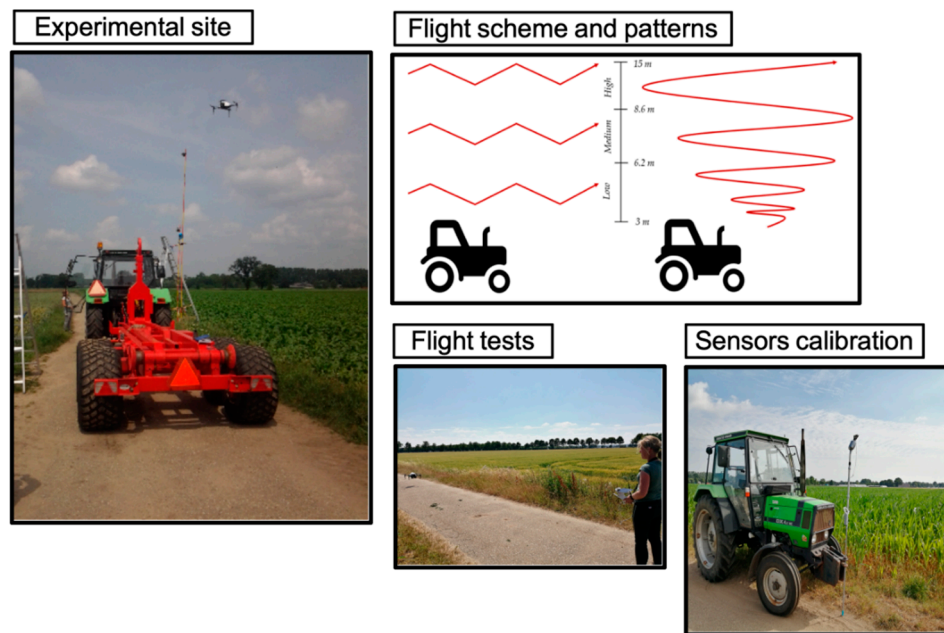 Experimental site
Flight scheme and patterns
15 m
High
8.6 m
Medium
6.2 m
Low
3 m
Flight tests
Sensors calibration